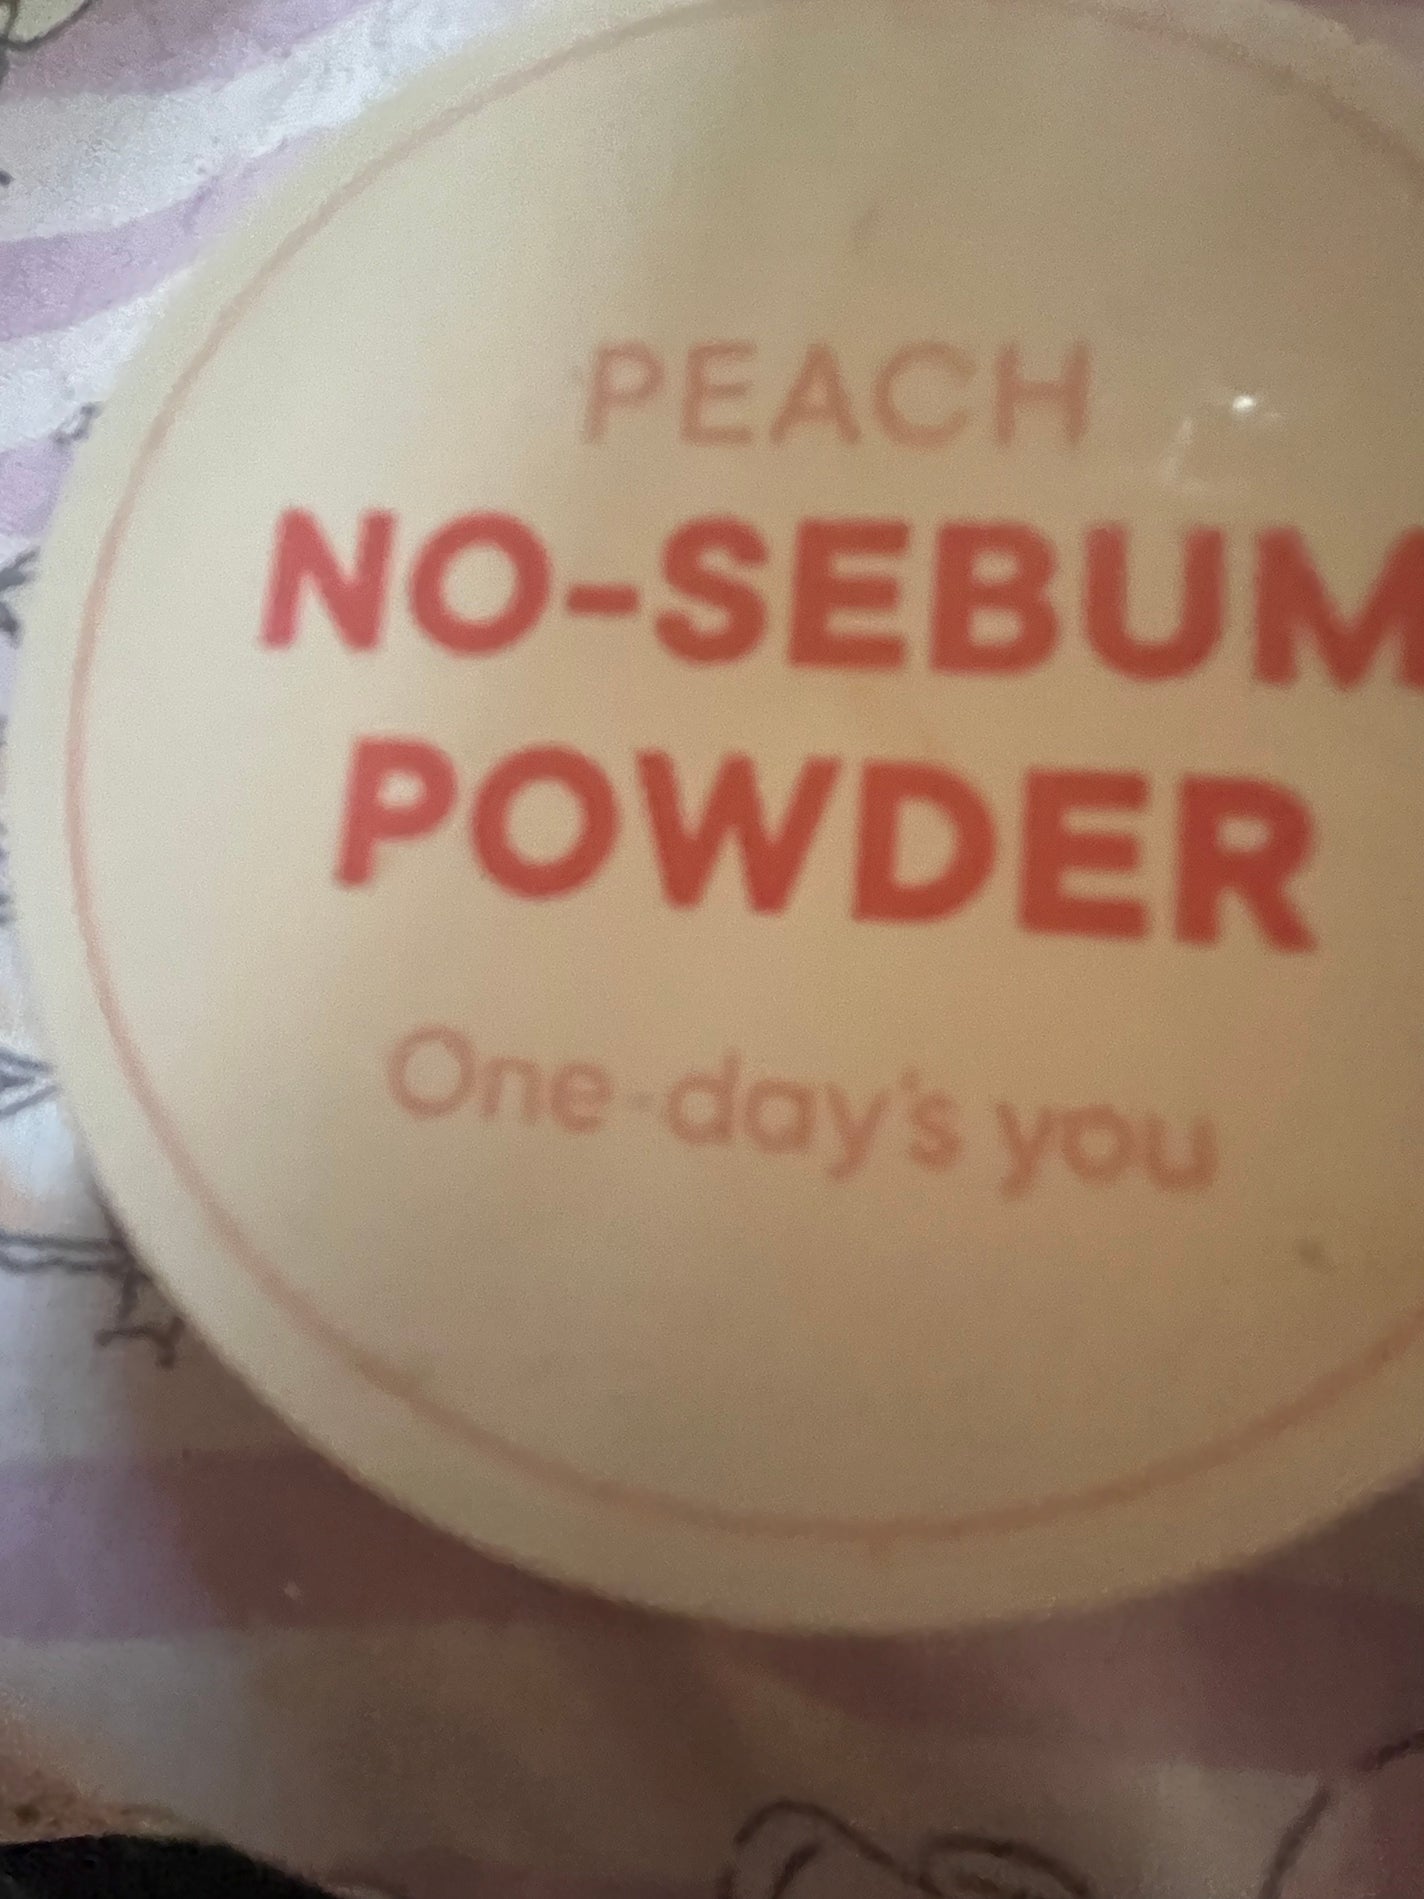 PEACH
NO-SEBUM
POWDER
One-day's you